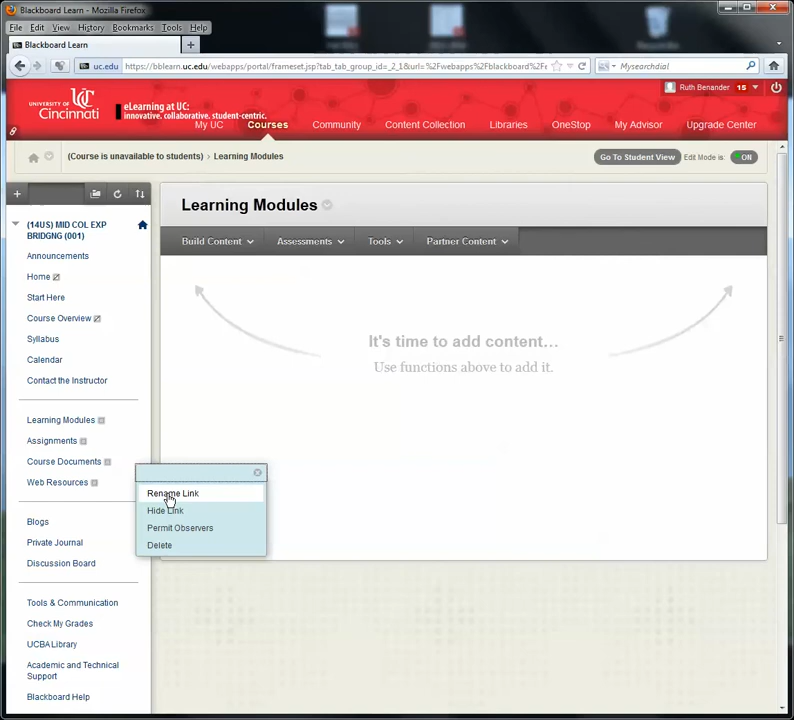 Blackboard Learn - Mozilla Firefox
File Edit View History Bookmarks Tools Help
Blackboard Learn
uc.edu https://bblearn.uc.edu/webapps/portal/frameset.jsp?tab_tab_group_id=_2_1&url=%2Fwebapps%2Fblackboard%2Fe
Mysearchdial
Ruth Benander 15
UNIVERSITY OF
Cincinnati
eLearning at UC:
innovative. collaborative. student-centric.
My UC Courses Community Content Collection Libraries OneStop My Advisor Upgrade Center
(Course is unavailable to students) > Learning Modules
Go To Student View Edit Mode is: ON
(14US) MID COL EXP
BRIDGNG (001)
Announcements
Home
Start Here
Course Overview
Syllabus
Calendar
Contact the Instructor
Learning Modules
Assignments
Course Documents
Web Resources
Blogs
Private Journal
Discussion Board
Tools & Communication
Check My Grades
UCBA Library
Academic and Technical
Support
Blackboard Help
Learning Modules
Build Content Assessments Tools Partner Content
It's time to add content...
Use functions above to add it.
Rename Link
Hide Link
Permit Observers
Delete